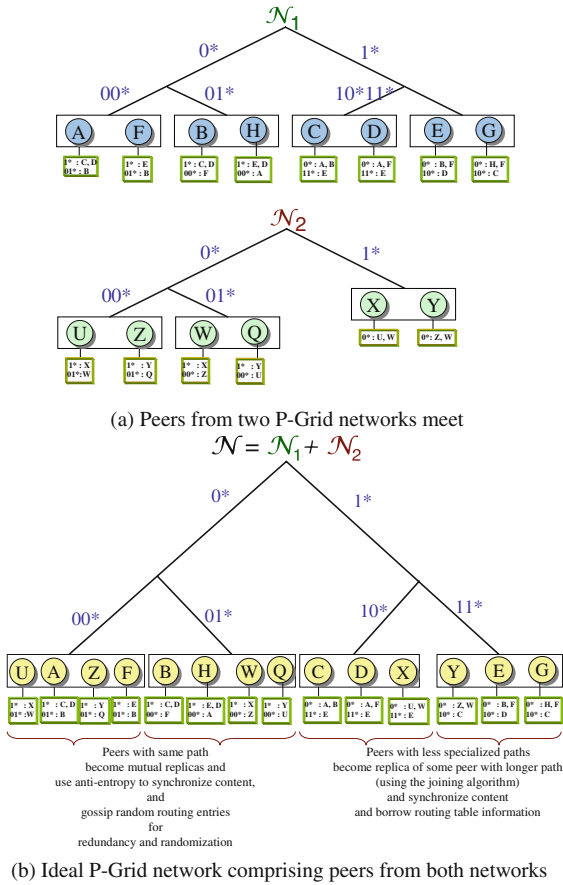 N1
0*
1*
00*
01*
10*11*
A F B H C D E G
1* : C, D
01* : B
1* : E
01* : B
1* : C, D
00* : F
1* : E, D
00* : A
0* : A, B
11* : E
0* : A, F
11* : E
0* : B, F
10* : D
0* : H, F
10* : C
N2
0*
1*
00*
01*
X Y
0* : U, W
0*: Z, W
U Z W Q
1* : X
01*:W
1* : Y
01* : Q
1* : X
00* : Z
1* : Y
00* : U
(a) Peers from two P-Grid networks meet
N = N1 + N2
0*
1*
00*
01*
10*
11*
U A Z F B H W Q C D X Y E G
1* : X
01* :W
1* : C, D
01* : B
1* : Y
01* : Q
1* : E
01* : B
1* : C, D
00* : F
1* : E, D
00* : A
1* : X
00* : Z
1* : Y
00* : U
0* : A, B
11* : E
0* : A, F
11* : E
0* : U, W
11* : E
0* : Z, W
10* : C
0* : B, F
10* : D
0* : H, F
10* : C
Peers with same path
become mutual replicas and
use anti-entropy to synchronize content,
and
gossip random routing entries
for
redundancy and randomization
Peers with less specialized paths
become replica of some peer with longer path
(using the joining algorithm)
and synchronize content
and borrow routing table information
(b) Ideal P-Grid network comprising peers from both networks